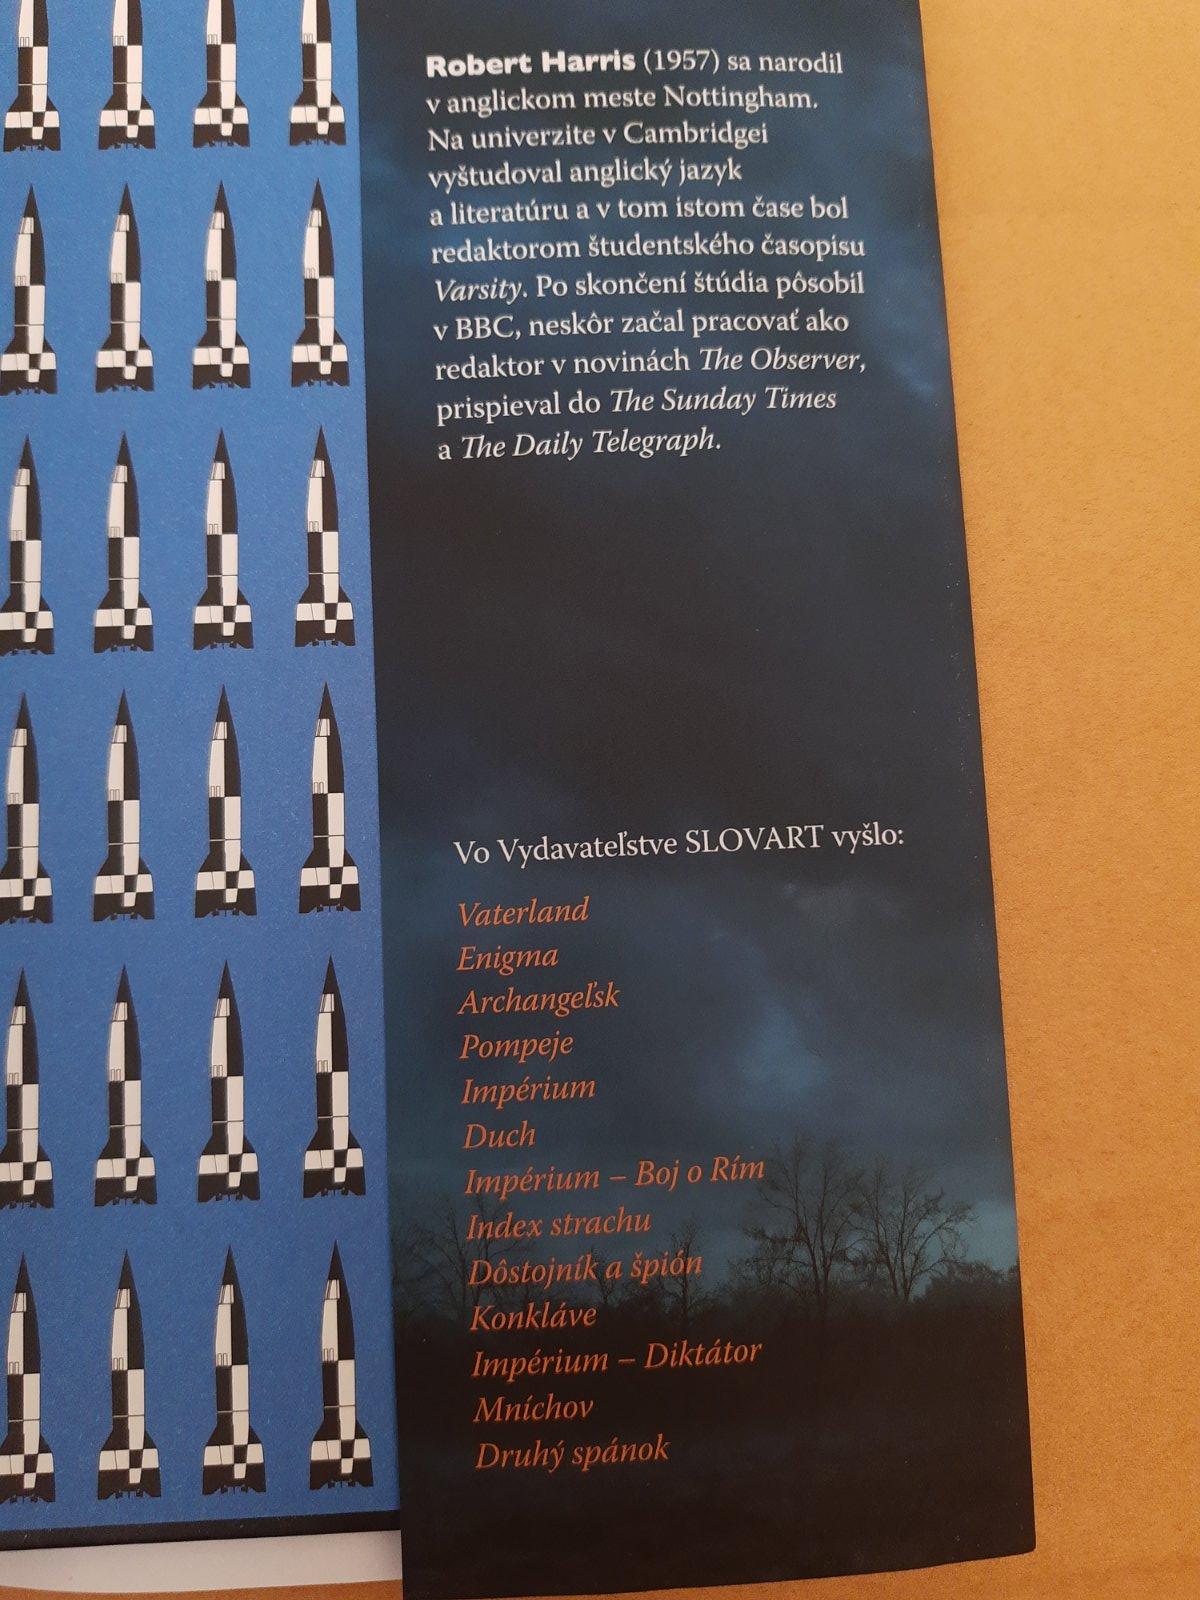 Robert Harris (1957) sa narodil
v anglickom meste Nottingham.
Na univerzite v Cambridgei
vyštudoval anglický jazyk
a literatúru a v tom istom čase bol
redaktorom študentského časopisu
Varsity. Po skončení štúdia pôsobil
v BBC, neskôr začal pracovať ako
redaktor v novinách The Observer,
prispieval do The Sunday Times
a The Daily Telegraph.
Vo Vydavateľstve SLOVART vyšlo:
Vaterland
Enigma
Archangeľsk
Pompeje
Impérium
Duch
Impérium – Boj o Rím
Index strachu
Dôstojník a špión
Konkláve
Impérium – Diktátor
Mníchov
Druhý spánok